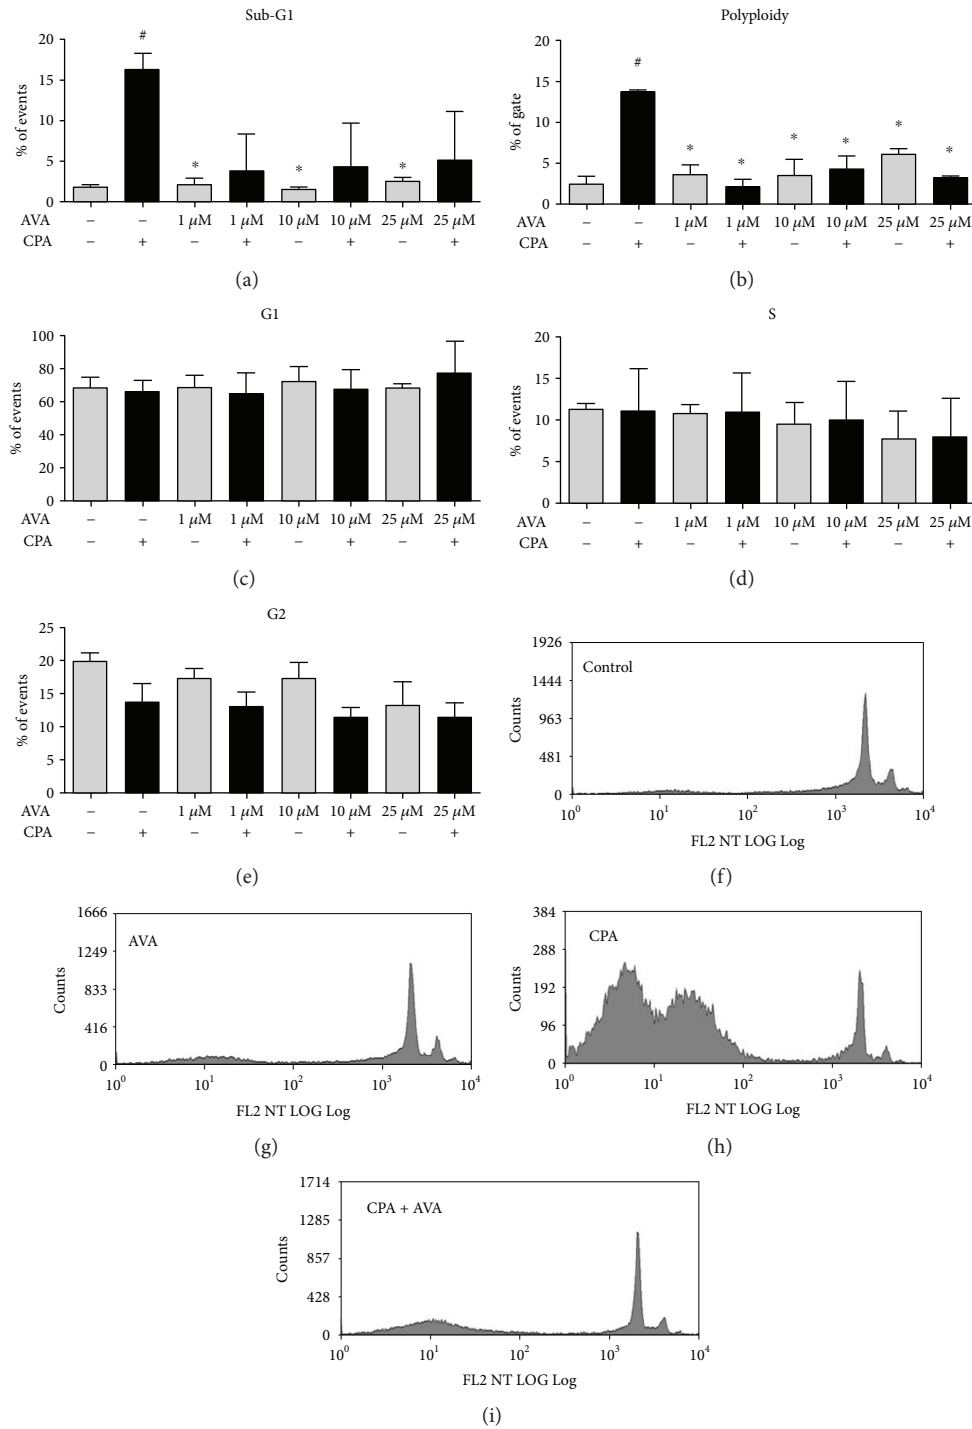 Sub-G1
#
20
15
10
5
0
% of events
* * *
AVA – – 1 µM 1 µM 10 µM 10 µM 25 µM 25 µM
CPA – + – + – + – +
(a)
Polyploidy
#
20
15
10
5
0
% of gate
* * * * * *
AVA – – 1 µM 1 µM 10 µM 10 µM 25 µM 25 µM
CPA – + – + – + – +
(b)
G1
100
80
60
40
20
0
% of events
AVA – – 1 µM 1 µM 10 µM 10 µM 25 µM 25 µM
CPA – + – + – + – +
(c)
S
20
15
10
5
0
% of events
AVA – – 1 µM 1 µM 10 µM 10 µM 25 µM 25 µM
CPA – + – + – + – +
(d)
G2
25
20
15
10
5
0
% of events
AVA – – 1 µM 1 µM 10 µM 10 µM 25 µM 25 µM
CPA – + – + – + – +
(e)
Control
1926
1444
963
481
0
Counts
10⁰ 10¹ 10² 10³ 10⁴
FL2 NT LOG Log
(f)
AVA
1666
1249
833
416
0
Counts
10⁰ 10¹ 10² 10³ 10⁴
FL2 NT LOG Log
(g)
CPA
384
288
192
96
0
Counts
10⁰ 10¹ 10² 10³ 10⁴
FL2 NT LOG Log
(h)
CPA + AVA
1714
1285
857
428
0
Counts
10⁰ 10¹ 10² 10³ 10⁴
FL2 NT LOG Log
(i)